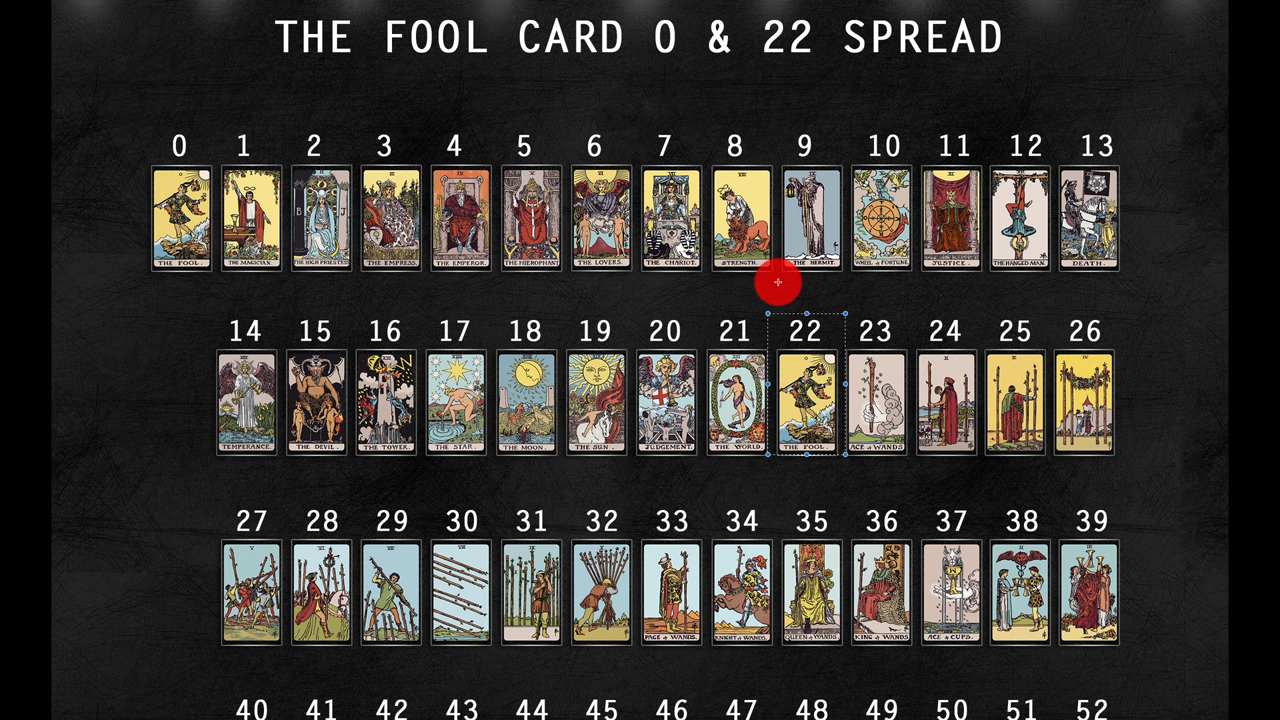 THE FOOL CARD 0 & 22 SPREAD
0 1 2 3 4 5 6 7 8 9 10 11 12 13
THE FOOL. THE MAGICIAN. THE HIGH PRIESTESS THE EMPRESS. THE EMPEROR. THE HIEROPHANT. THE LOVERS. THE CHARIOT. STRENGTH. THE HERMIT. WHEEL of FORTUNE. JUSTICE. THE HANGED MAN. DEATH.
14 15 16 17 18 19 20 21 22 23 24 25 26
TEMPERANCE. THE DEVIL. THE TOWER. THE STAR. THE MOON. THE SUN. JUDGEMENT. THE WORLD. THE FOOL. ACE of WANDS
27 28 29 30 31 32 33 34 35 36 37 38 39
PAGE of WANDS. KNIGHT of WANDS. QUEEN of WANDS. KING of WANDS ACE of CUPS.
40 41 42 43 44 45 46 47 48 49 50 51 52